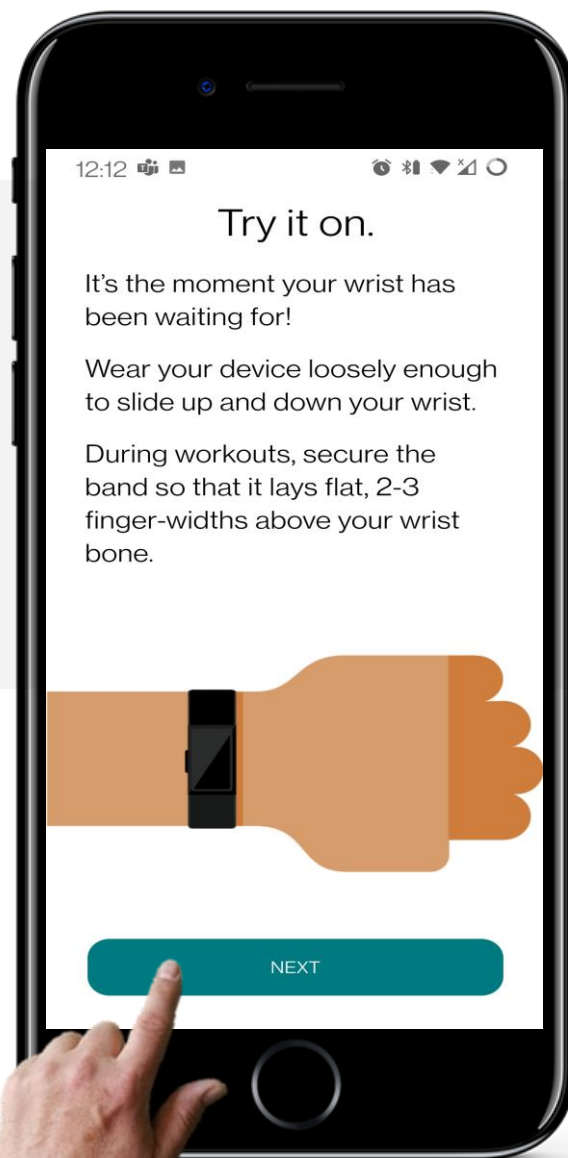 12:12
Try it on.
It's the moment your wrist has
been waiting for!
Wear your device loosely enough
to slide up and down your wrist.
During workouts, secure the
band so that it lays flat, 2-3
finger-widths above your wrist
bone.
NEXT